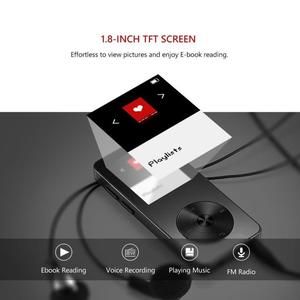 1.8-INCH TFT SCREEN
Effortless to view pictures and enjoy E-book reading.
Playlists
Ebook Reading
Voice Recording
Playing Music
FM Radio